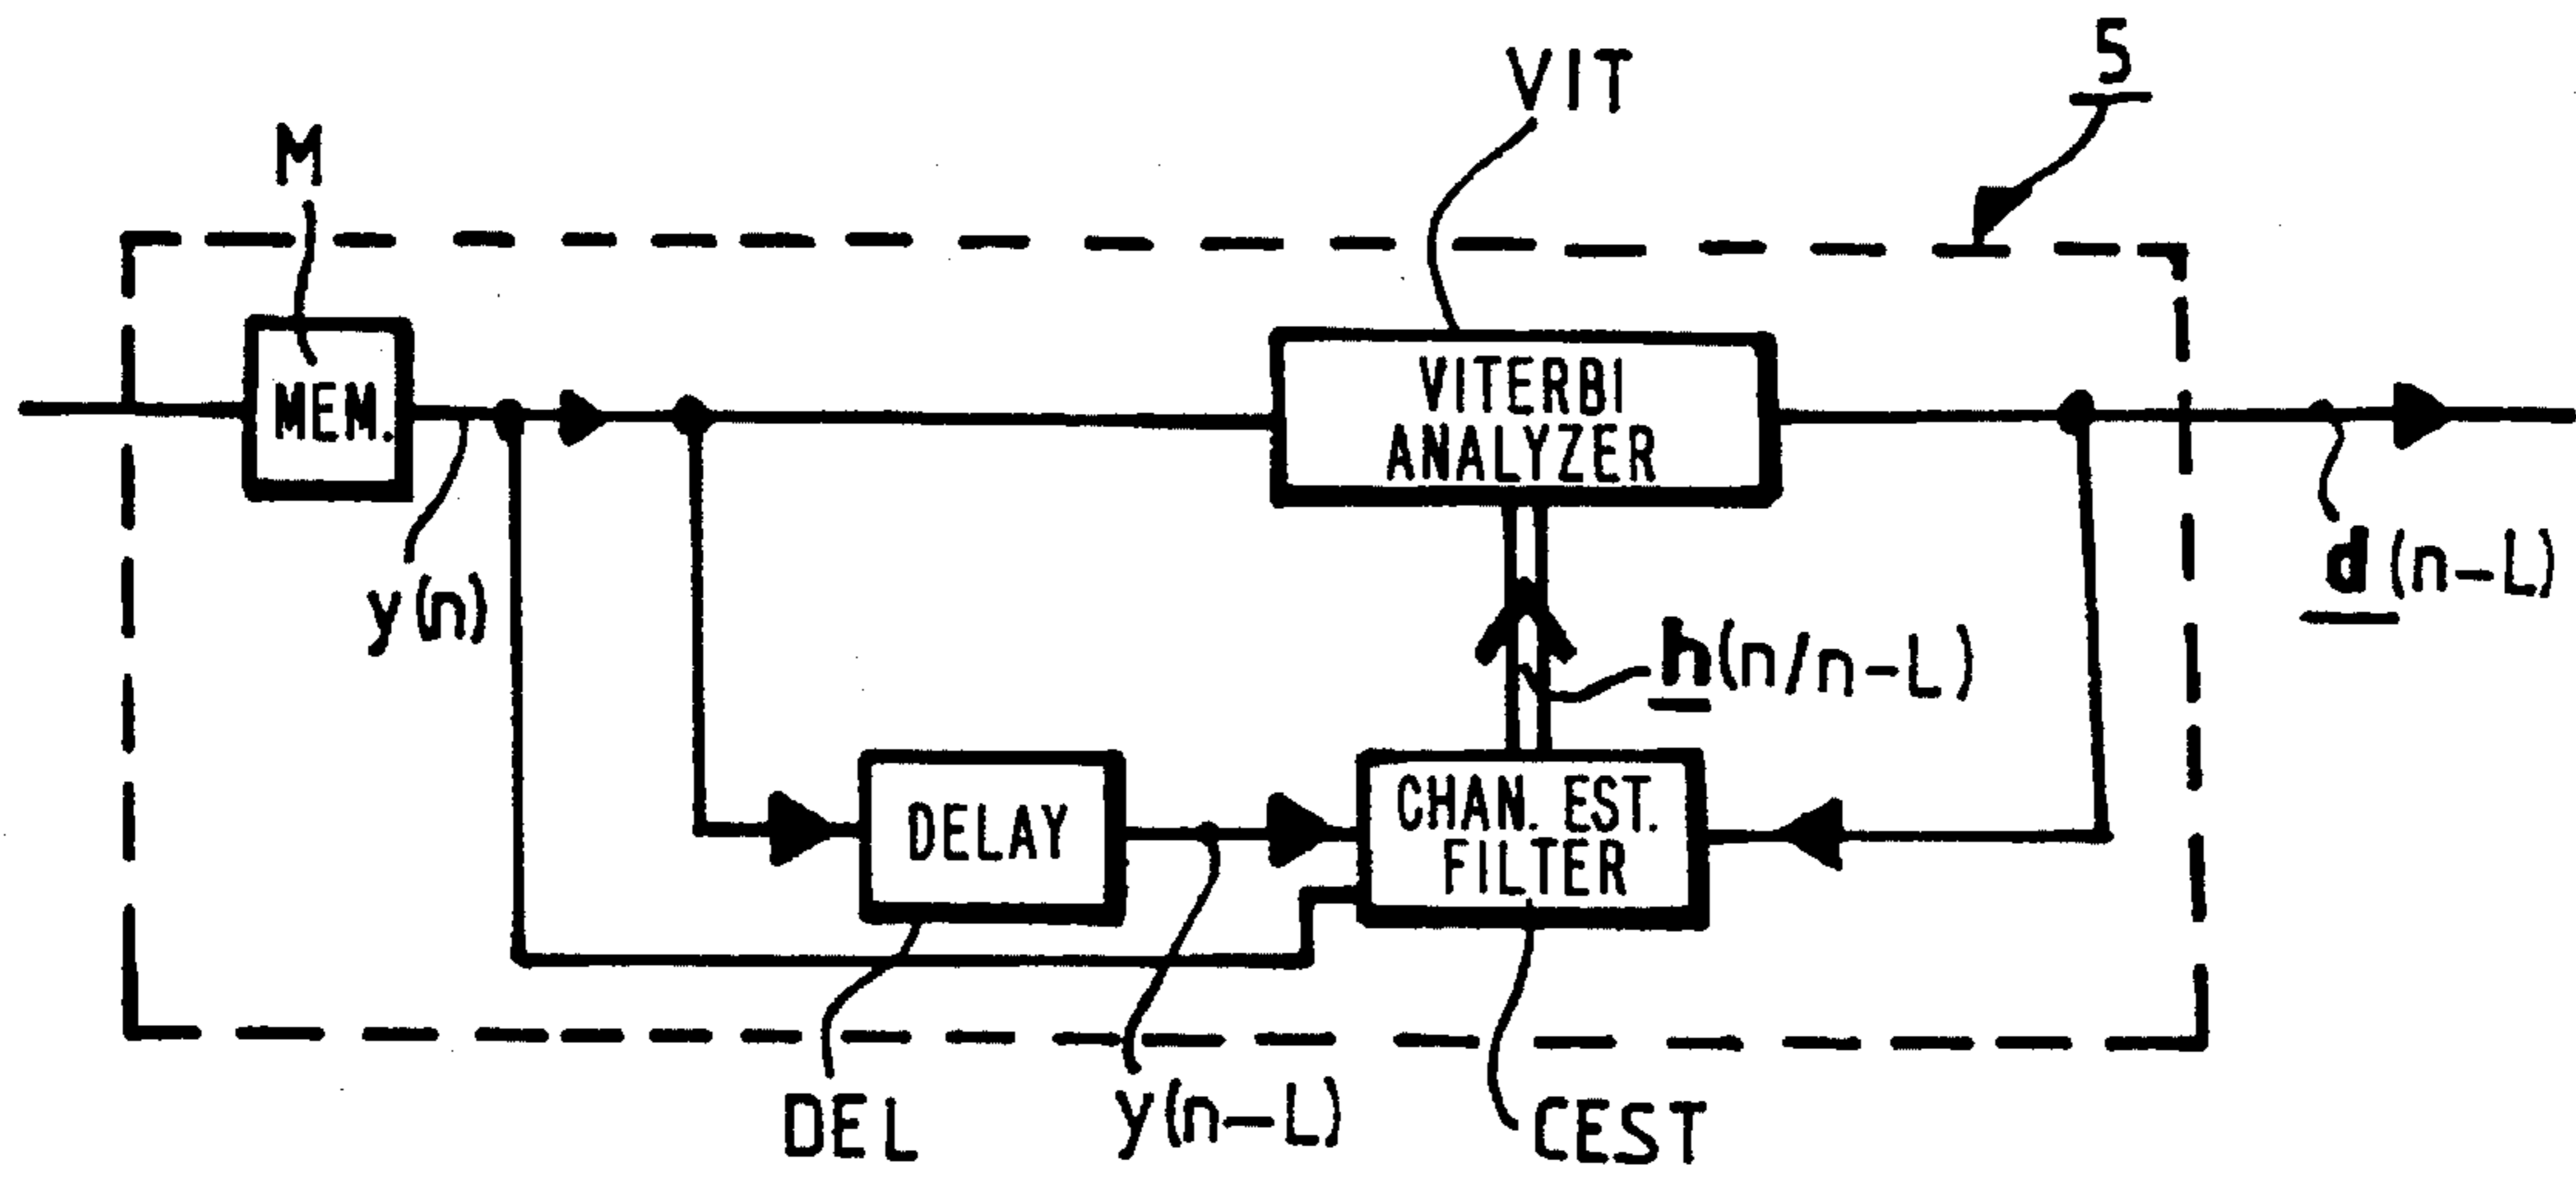 5
VIT
M
VITERBI
ANALYZER
MEM.
y(n)
d(n-L)
h(n/n-L)
CHAN. EST.
FILTER
DELAY
DEL
y(n-L)
CEST